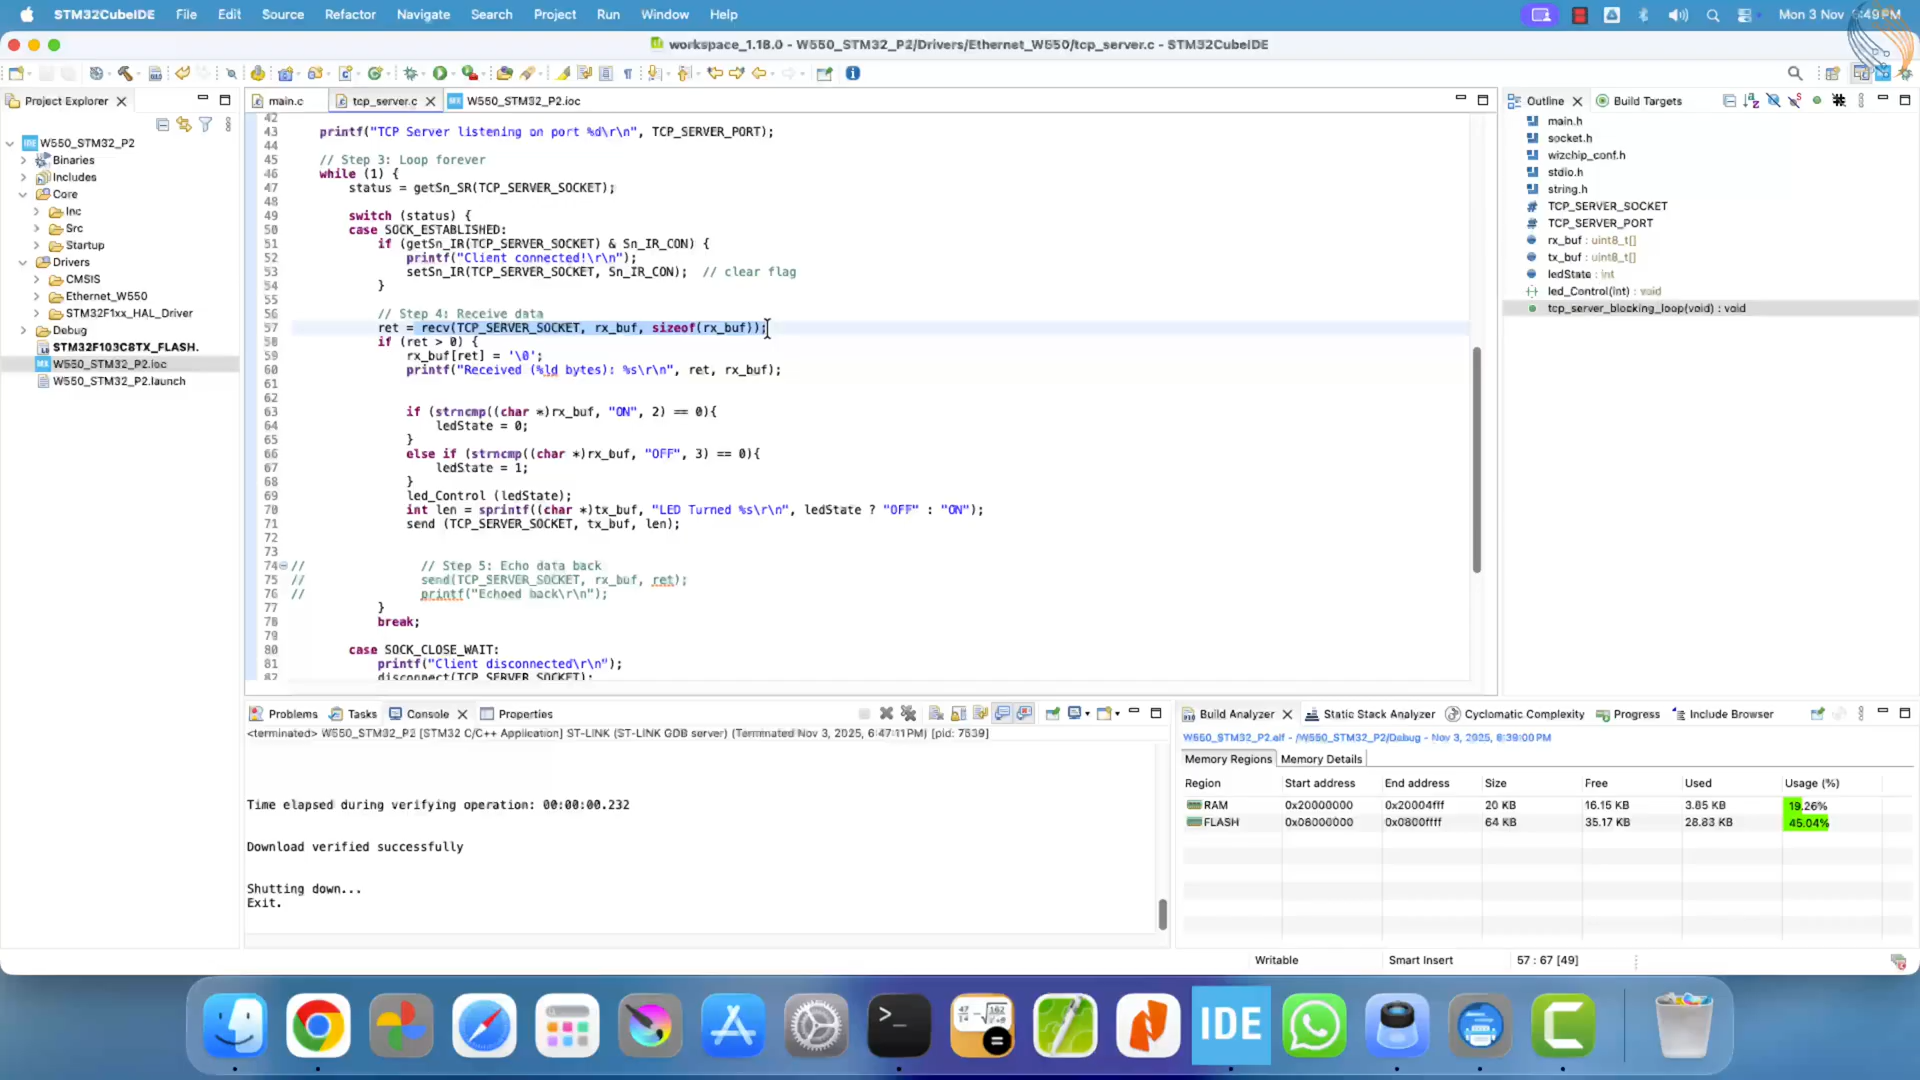 STM32CubeIDE File Edit Source Refactor Navigate Search Project Run Window Help
Mon 3 Nov 6:49 PM
workspace_1.18.0 - W550_STM32_P2/Drivers/Ethernet_W550/tcp_server.c - STM32CubeIDE
Project Explorer
W550_STM32_P2
Binaries
Includes
Core
Inc
Src
Startup
Drivers
CMSIS
Ethernet_W550
STM32F1xx_HAL_Driver
Debug
STM32F103C8TX_FLASH.
W550_STM32_P2.ioc
W550_STM32_P2.launch
main.c tcp_server.c W550_STM32_P2.ioc
42
43 printf("TCP Server listening on port %d\r\n", TCP_SERVER_PORT);
44
45 // Step 3: Loop forever
46 while (1) {
47 status = getSn_SR(TCP_SERVER_SOCKET);
48
49 switch (status) {
50 case SOCK_ESTABLISHED:
51 if (getSn_IR(TCP_SERVER_SOCKET) & Sn_IR_CON) {
52 printf("Client connected!\r\n");
53 setSn_IR(TCP_SERVER_SOCKET, Sn_IR_CON); // clear flag
54 }
55
56 // Step 4: Receive data
57 ret = recv(TCP_SERVER_SOCKET, rx_buf, sizeof(rx_buf));
58 if (ret > 0) {
59 rx_buf[ret] = '\0';
60 printf("Received (%ld bytes): %s\r\n", ret, rx_buf);
61
62
63 if (strncmp((char *)rx_buf, "ON", 2) == 0){
64 ledState = 0;
65 }
66 else if (strncmp((char *)rx_buf, "OFF", 3) == 0){
67 ledState = 1;
68 }
69 led_Control (ledState);
70 int len = sprintf((char *)tx_buf, "LED Turned %s\r\n", ledState ? "OFF" : "ON");
71 send (TCP_SERVER_SOCKET, tx_buf, len);
72
73
74 // // Step 5: Echo data back
75 // send(TCP_SERVER_SOCKET, rx_buf, ret);
76 // printf("Echoed back\r\n");
77 }
78 break;
79
80 case SOCK_CLOSE_WAIT:
81 printf("Client disconnected\r\n");
82 disconnect(TCP_SERVER_SOCKET);
Outline Build Targets
main.h
socket.h
wizchip_conf.h
stdio.h
string.h
TCP_SERVER_SOCKET
TCP_SERVER_PORT
rx_buf : uint8_t[]
tx_buf : uint8_t[]
ledState : int
led_Control(int) : void
tcp_server_blocking_loop(void) : void
Problems Tasks Console Properties
<terminated> W550_STM32_P2 [STM32 C/C++ Application] ST-LINK (ST-LINK GDB server) (Terminated Nov 3, 2025, 6:47:11 PM) [pid: 7539]
Time elapsed during verifying operation: 00:00:00.232
Download verified successfully
Shutting down...
Exit.
Build Analyzer Static Stack Analyzer Cyclomatic Complexity Progress Include Browser
W550_STM32_P2.elf - /W550_STM32_P2/Debug - Nov 3, 2025, 6:39:00 PM
Memory Regions Memory Details
Region Start address End address Size Free Used Usage (%)
RAM 0x20000000 0x20004fff 20 KB 16.15 KB 3.85 KB 19.26%
FLASH 0x08000000 0x0800ffff 64 KB 35.17 KB 28.83 KB 45.04%
Writable Smart Insert 57 : 67 [49]
IDE